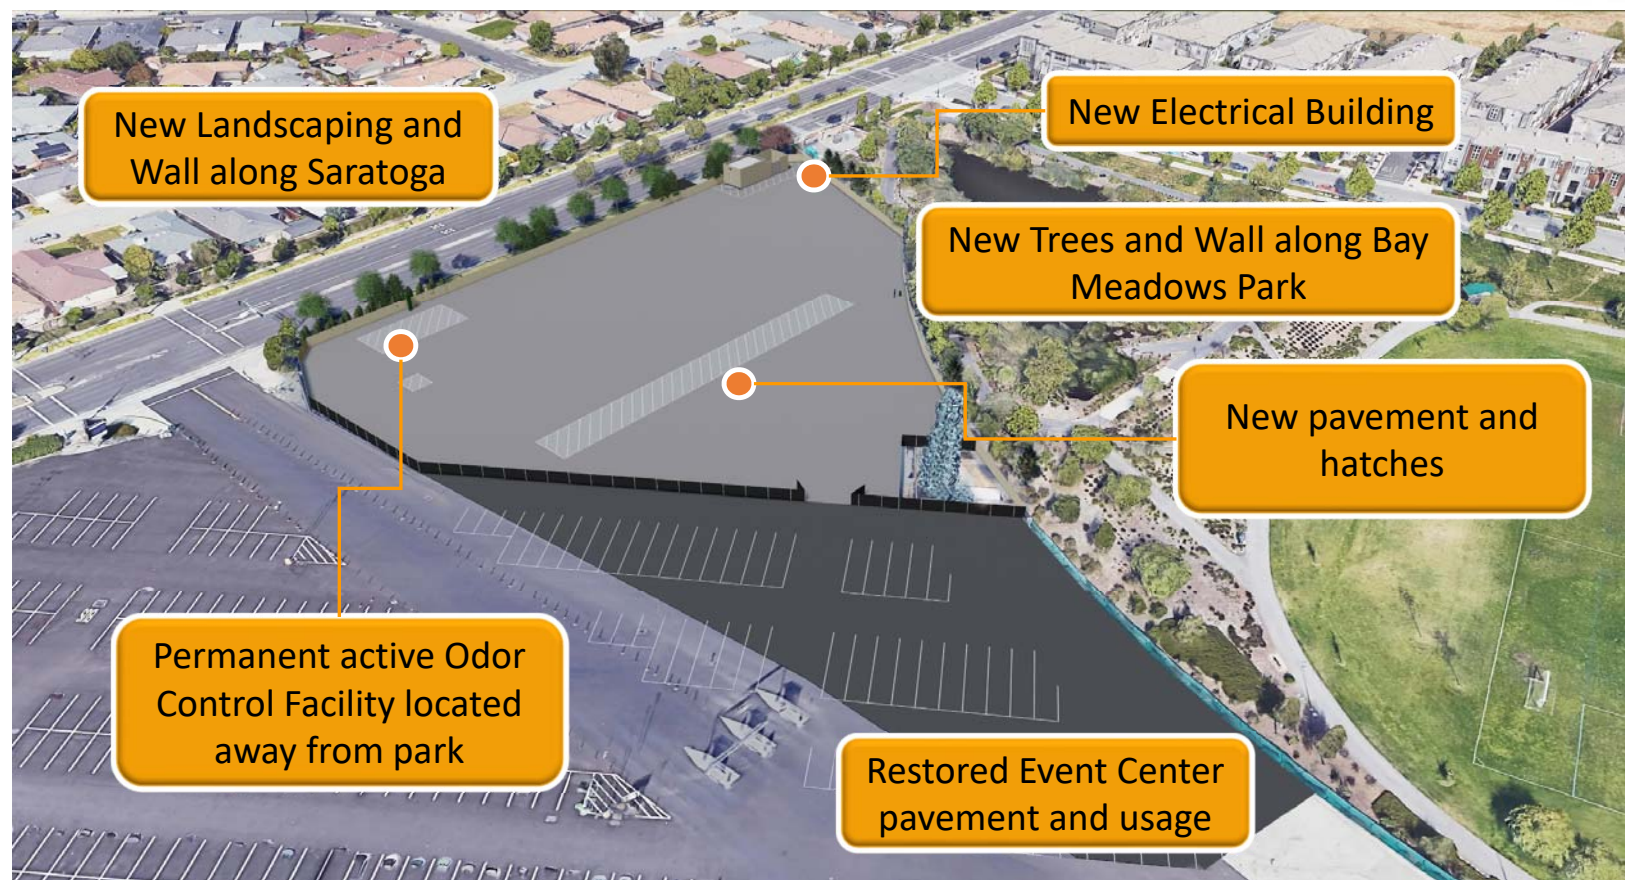 New Landscaping and
Wall along Saratoga
New Electrical Building
New Trees and Wall along Bay
Meadows Park
New pavement and
hatches
Permanent active Odor
Control Facility located
away from park
Restored Event Center
pavement and usage